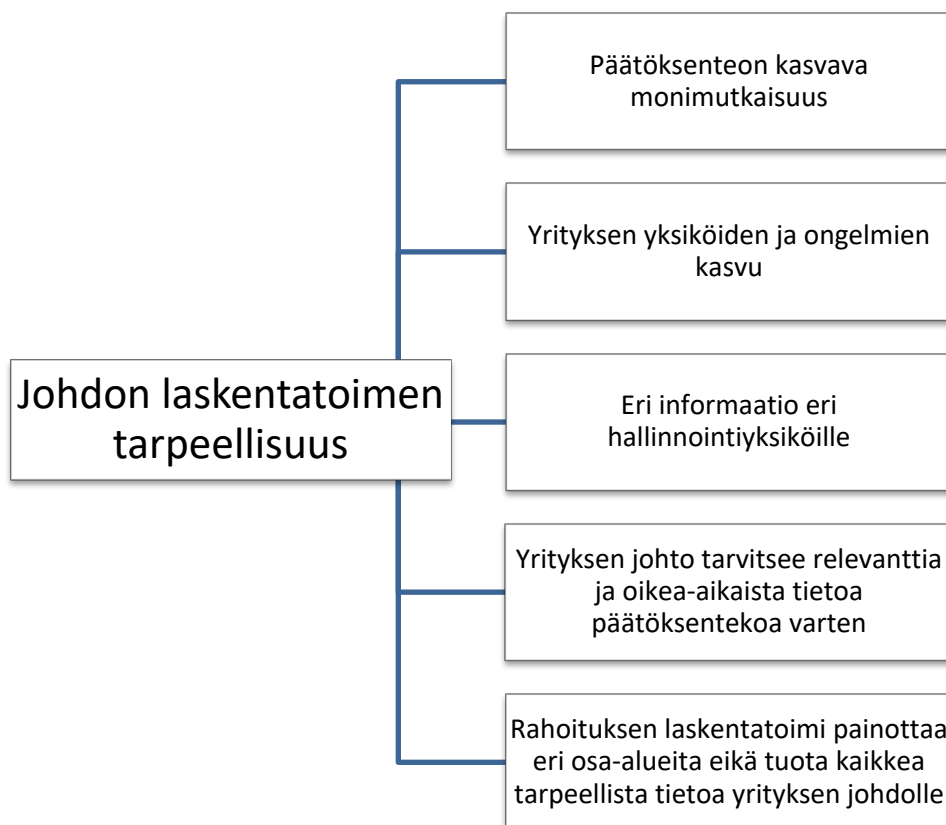 Päätöksenteon kasvava
monimutkaisuus
Yrityksen yksiköiden ja ongelmien
kasvu
Johdon laskentatoimen
tarpeellisuus
Eri informaatio eri
hallinnointiyksiköille
Yrityksen johto tarvitsee relevanttia
ja oikea-aikaista tietoa
päätöksentekoa varten
Rahoituksen laskentatoimi painottaa
eri osa-alueita eikä tuota kaikkea
tarpeellista tietoa yrityksen johdolle